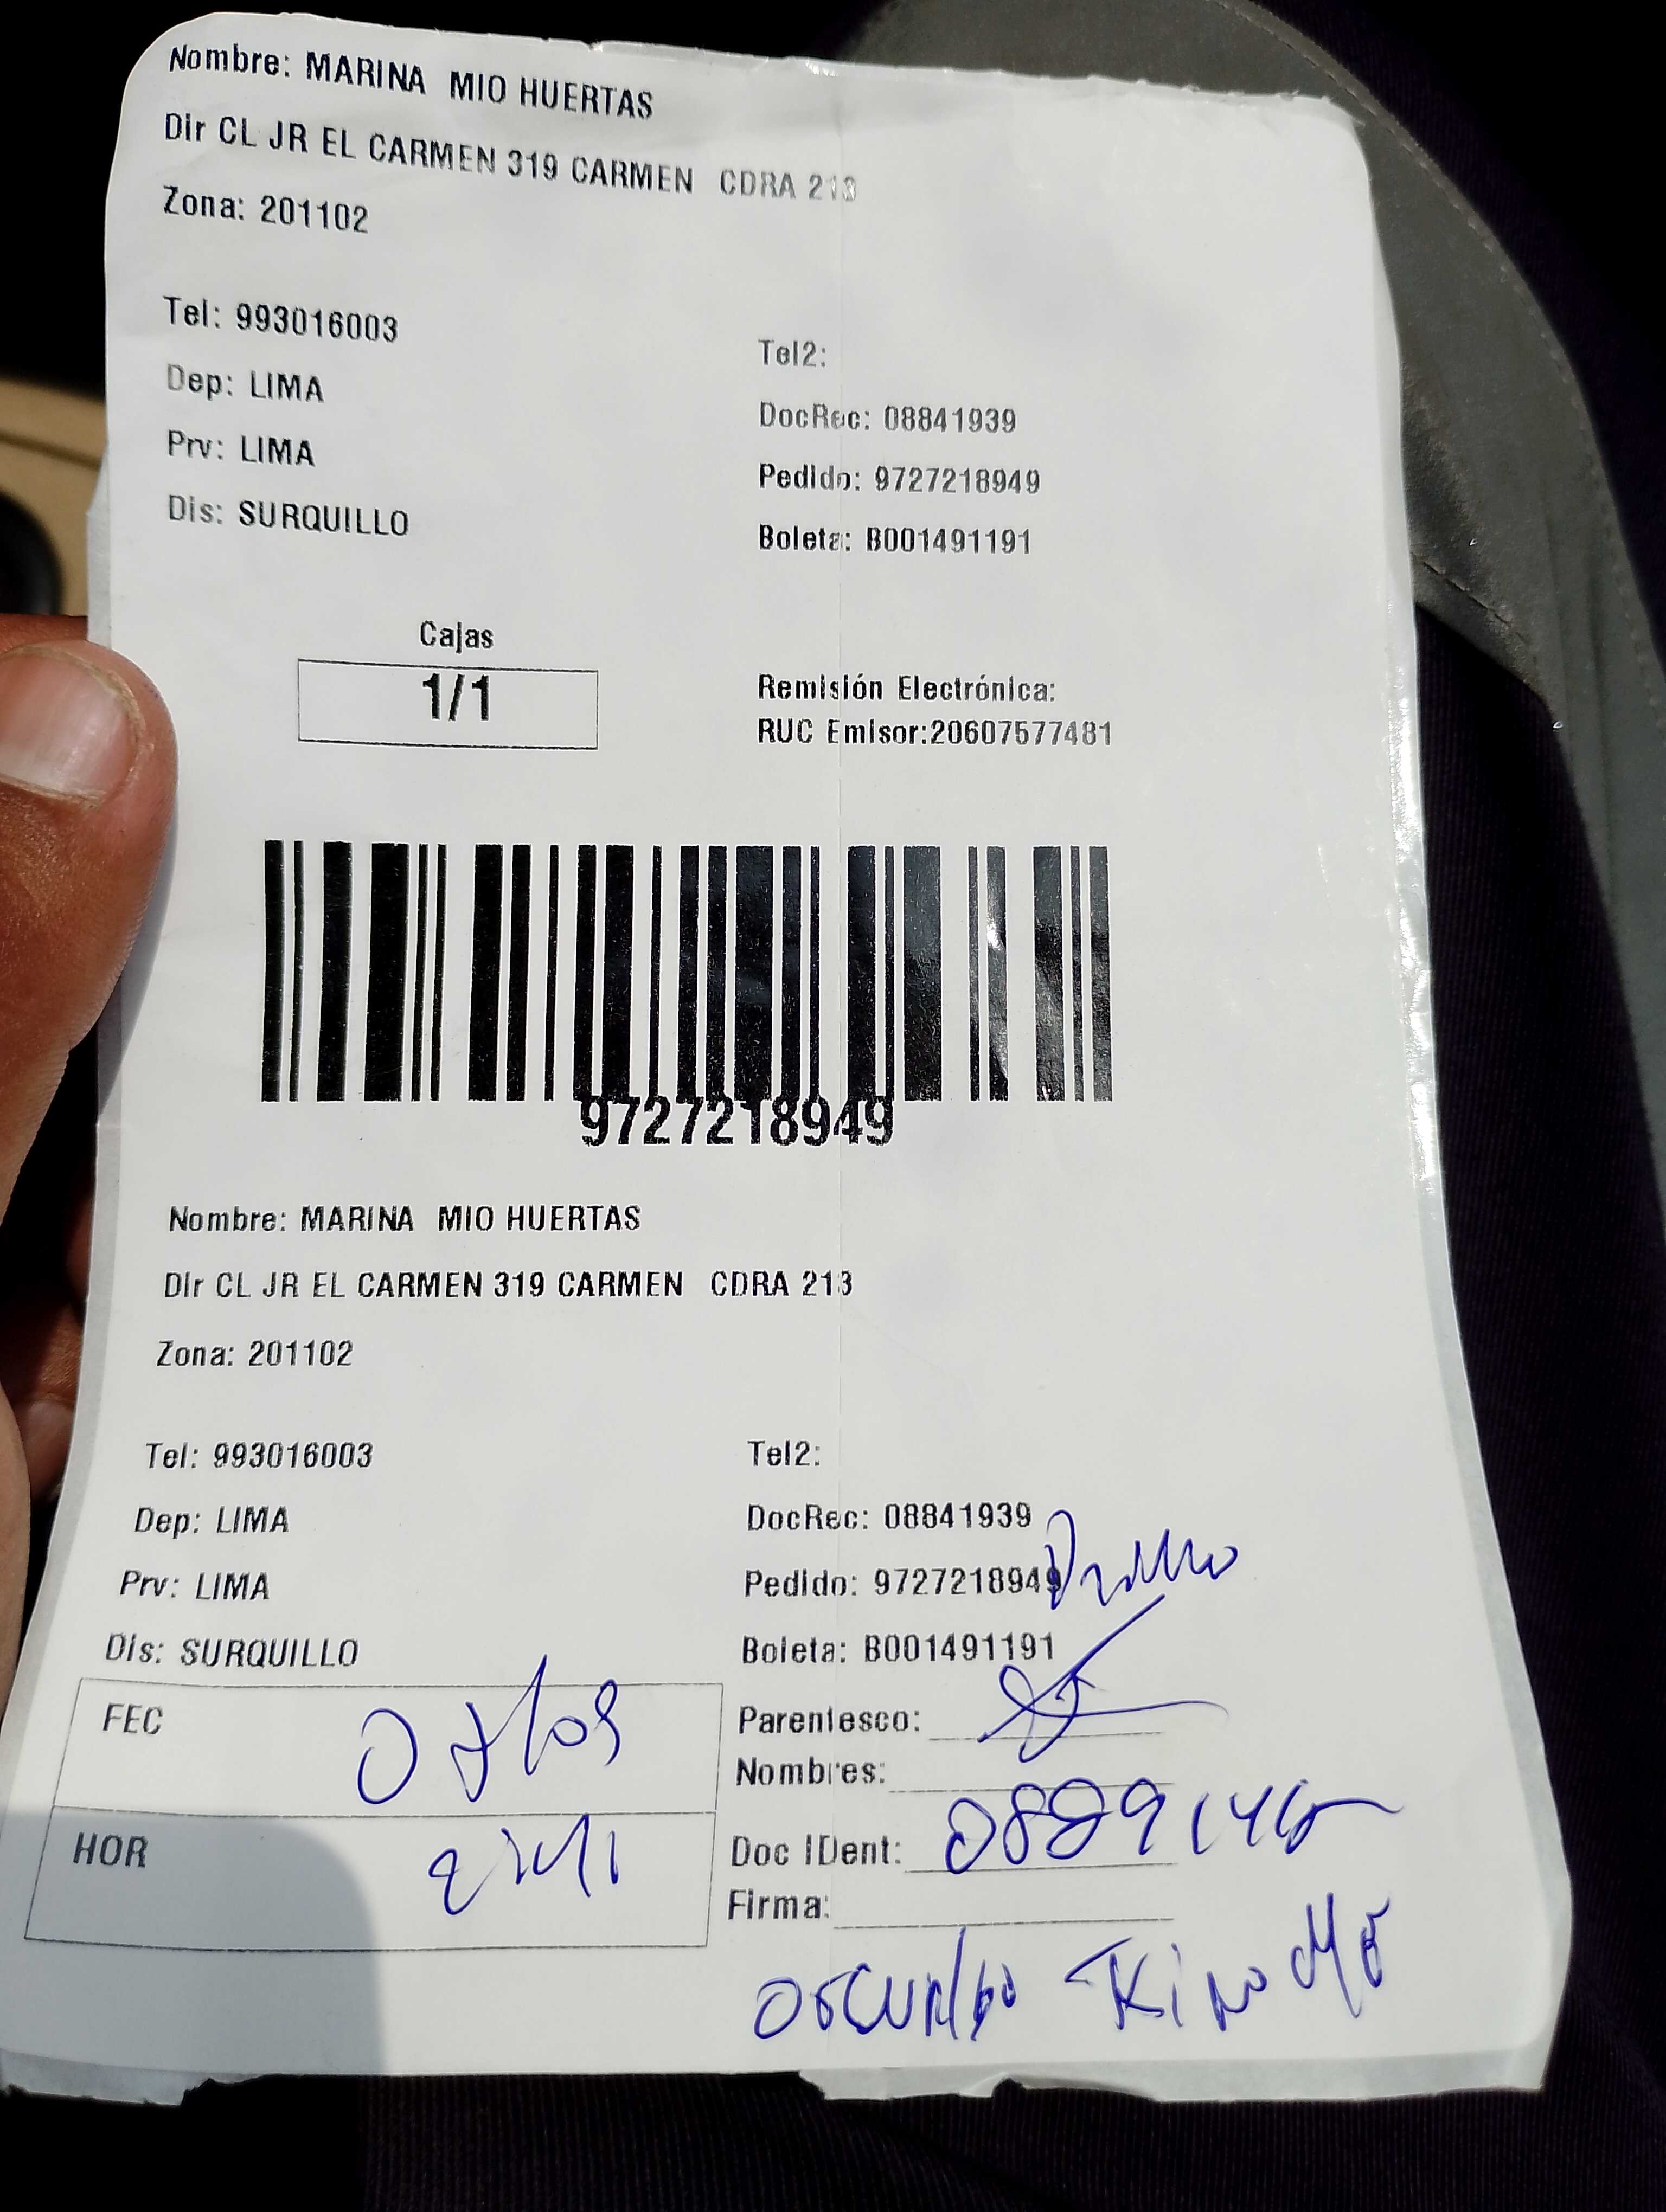 Nombre: MARINA MIO HUERTAS
Dir CL JR EL CARMEN 319 CARMEN CDRA 213
Zona: 201102
Tel: 993016003
Tel2:
Dep: LIMA
DocRec: 08841939
Prv: LIMA
Pedido: 9727218949
Dis: SURQUILLO
Boleta: B001491191
Cajas
1/1
Remisión Electrónica:
RUC Emisor:20607577481
9727218949
Nombre: MARINA MIO HUERTAS
Dir CL JR EL CARMEN 319 CARMEN CDRA 213
Zona: 201102
Tel: 993016003
Tel2:
Dep: LIMA
DocRec: 08841939
Prv: LIMA
Pedido: 9727218949
Dis: SURQUILLO
Boleta: B001491191
FEC
Parentesco:
Nombres:
HOR
Doc IDent:
Firma: